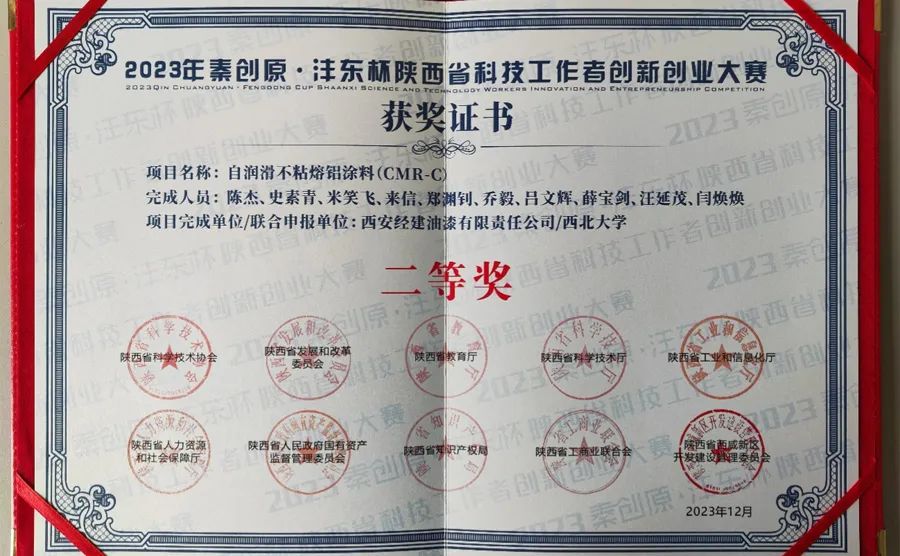 2023年秦创原·沣东杯陕西省科技工作者创新创业大赛
2023QIN CHUANGYUAN · FENGDONG CUP SHAANXI SCIENCE AND TECHNOLOGY WORKERS INNOVATION AND ENTREPRENEURSHIP COMPETITION
获奖证书
项目名称：自润滑不粘熔铝涂料(CMR-C)
完成人员：陈杰、史素青、米笑飞、来信、郑渊钊、乔毅、吕文辉、薛宝剑、汪延茂、闫焕焕
项目完成单位/联合申报单位：西安经建油漆有限责任公司/西北大学
二等奖
陕西省科学技术协会
陕西省发展和改革
委员会
陕西省教育厅
陕西省科学技术厅
陕西省工业和信息化厅
陕西省人力资源
和社会保障厅
陕西省人民政府国有资产
监督管理委员会
陕西省知识产权局
陕西省工商业联合会
陕西省西咸新区
开发建设管理委员会
2023年12月